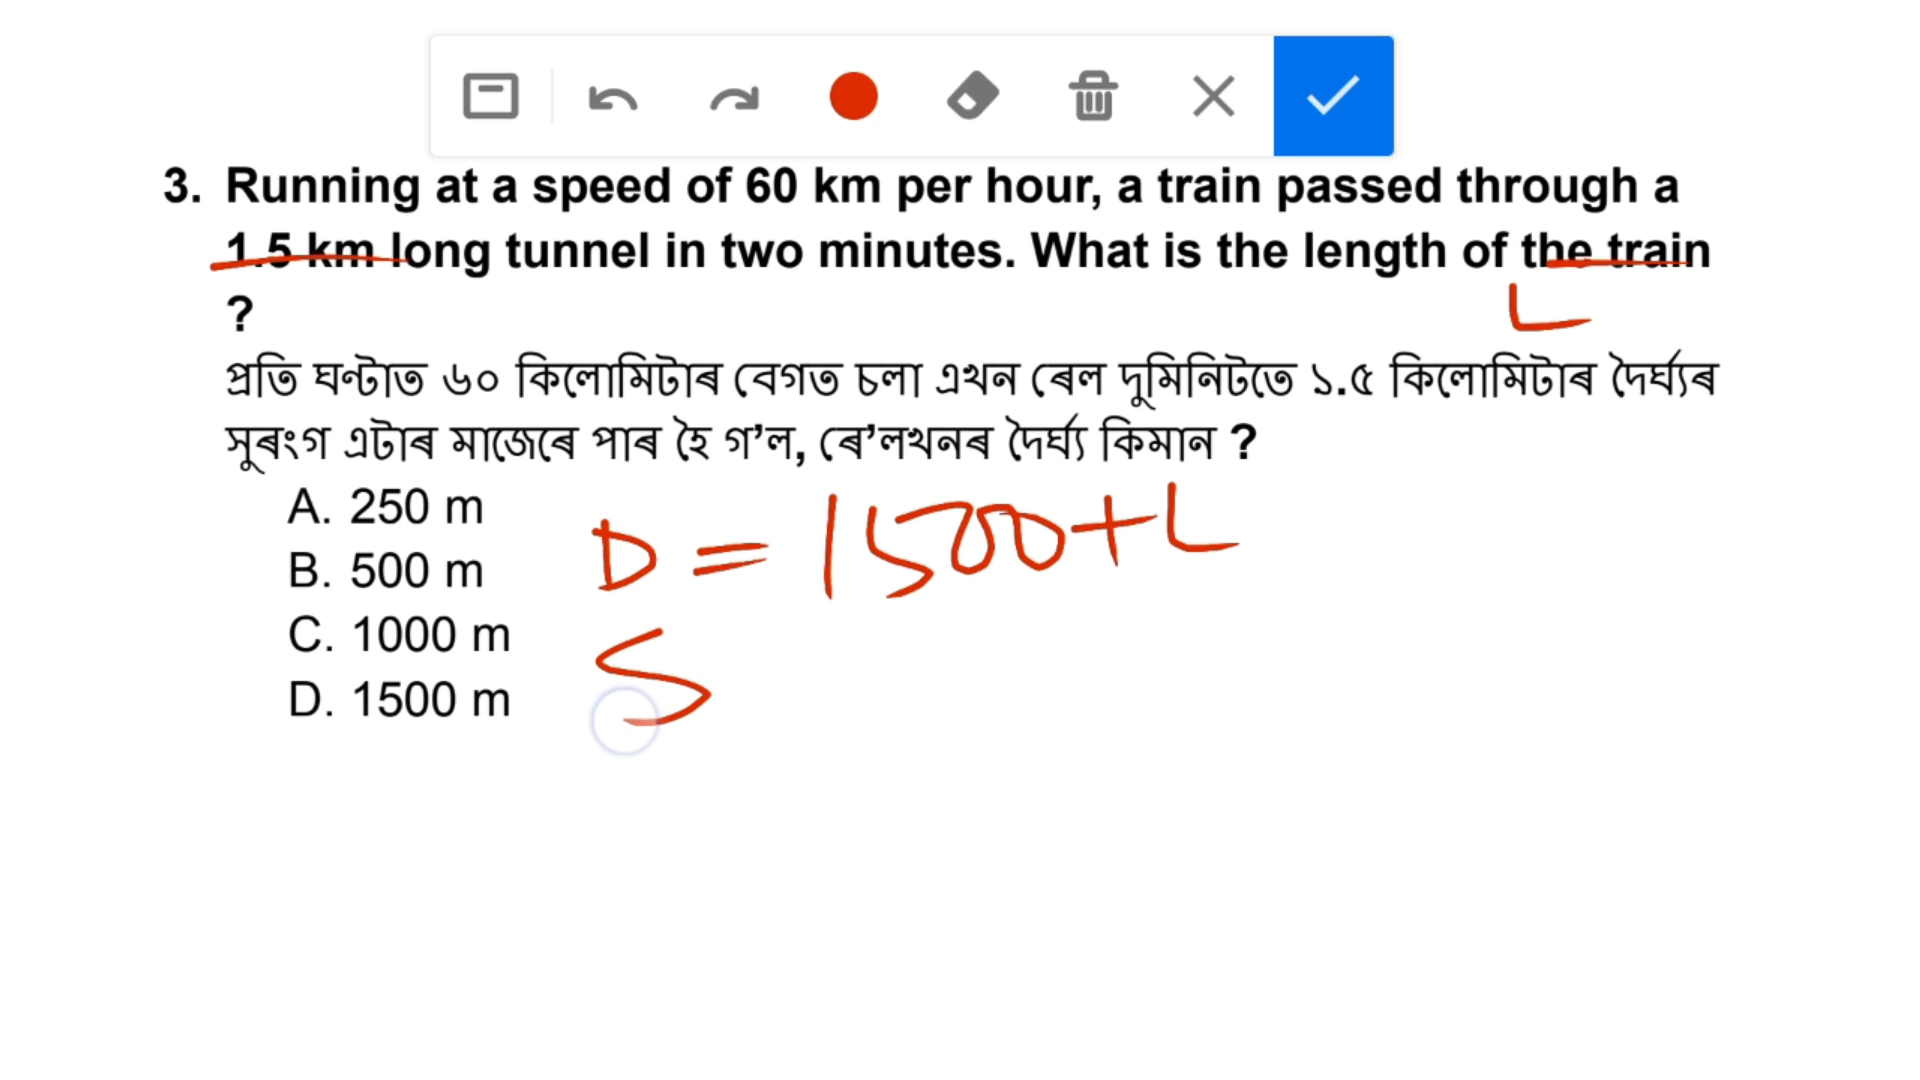 3. Running at a speed of 60 km per hour, a train passed through a
1.5 km long tunnel in two minutes. What is the length of the train
L
?
প্ৰতি ঘণ্টাত ৬০ কিলোমিটাৰ বেগত চলা এখন ৰেল দুমিনিটতে ১.৫ কিলোমিটাৰ দৈৰ্ঘ্যৰ
সুৰংগ এটাৰ মাজেৰে পাৰ হৈ গ’ল, ৰে’লখনৰ দৈৰ্ঘ্য কিমান ?
A. 250 m
D = 1500+L
B. 500 m
C. 1000 m
S
D. 1500 m